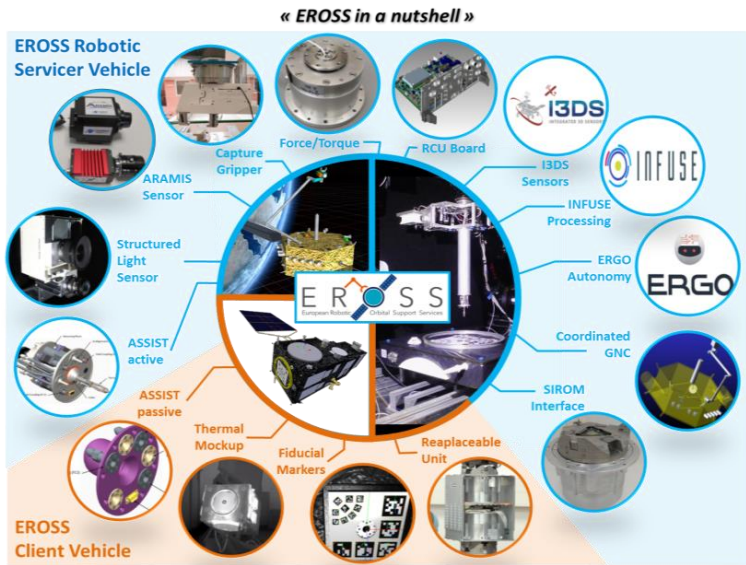 « EROSS in a nutshell »
EROSS Robotic
Servicer Vehicle
I3DS
INFUSE
ERGO
Force/Torque
RCU Board
Capture
Gripper
I3DS
Sensors
ARAMIS
Sensor
INFUSE
Processing
Structured
Light
Sensor
ERGO
Autonomy
EROSS
European Robotic Orbital Support Services
Coordinated
GNC
ASSIST
active
SIROM
Interface
ASSIST
passive
Thermal
Mockup
Fiducial
Markers
Reaplaceable
Unit
EROSS
Client Vehicle